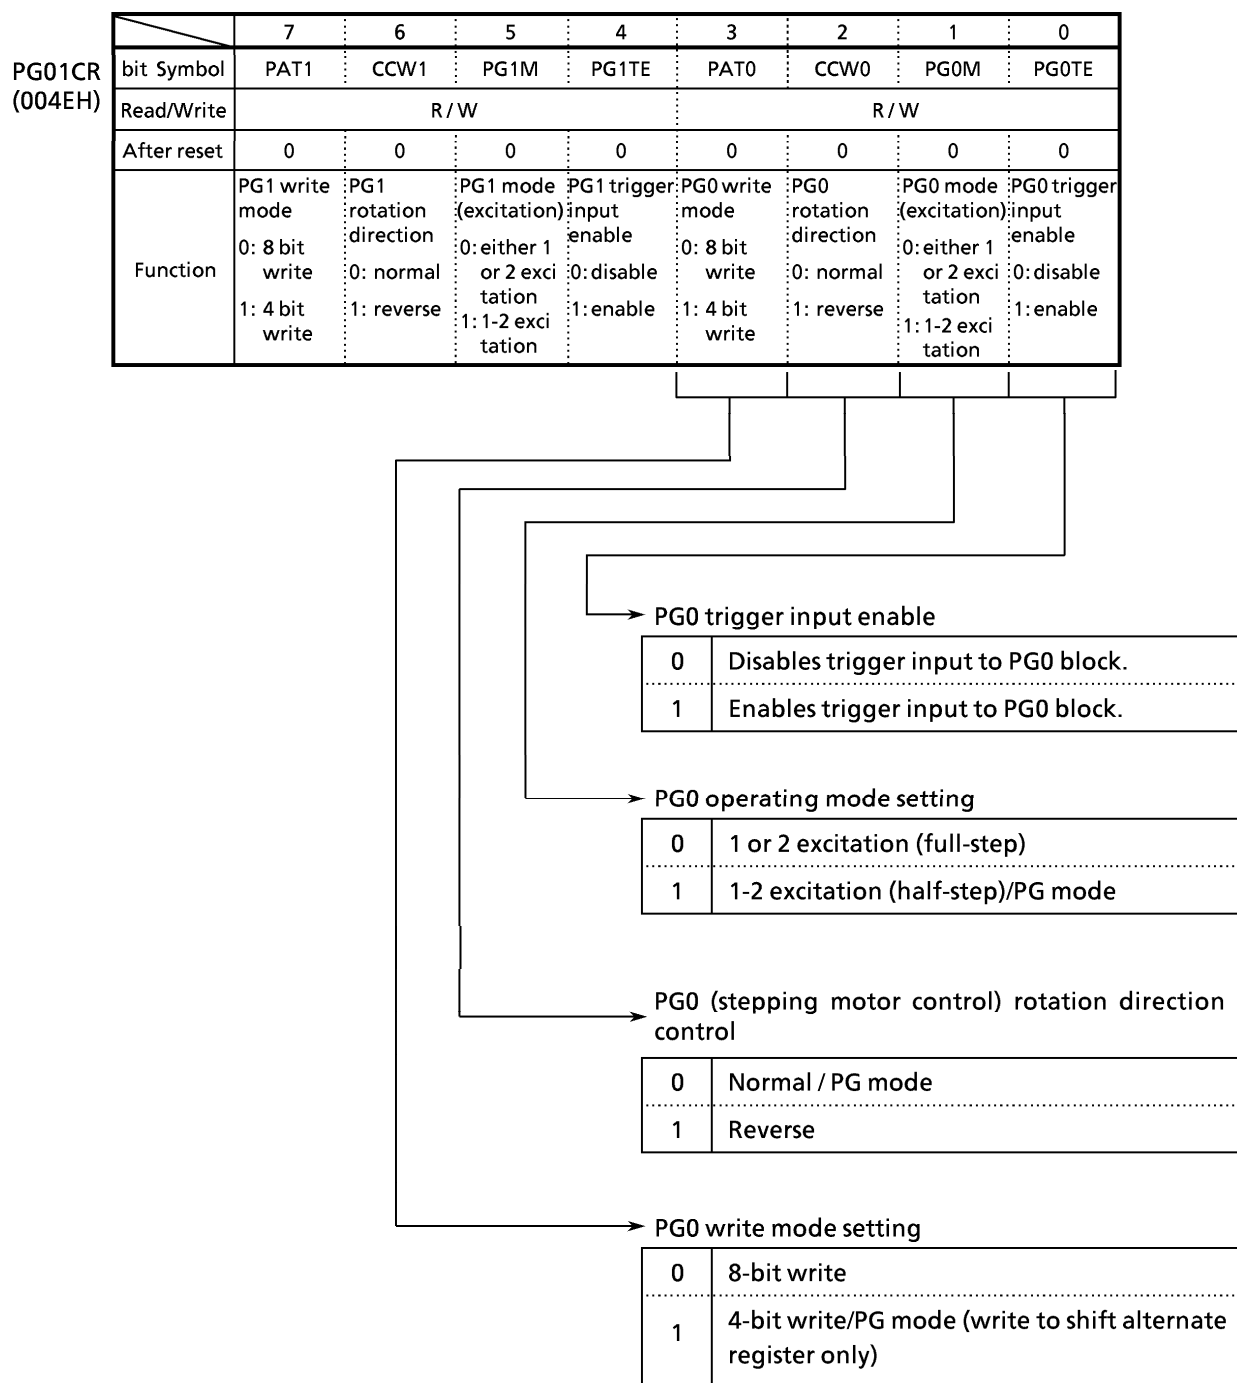 7 6 5 4 3 2 1 0
PG01CR
(004EH)
bit Symbol PAT1 CCW1 PG1M PG1TE PAT0 CCW0 PG0M PG0TE
Read/Write R / W R / W
After reset 0 0 0 0 0 0 0 0
Function
PG1 write
mode
0: 8 bit
write
1: 4 bit
write
PG1
rotation
direction
0: normal
1: reverse
PG1 mode
(excitation)
0: either 1
or 2 exci
tation
1: 1-2 exci
tation
PG1 trigger
input
enable
0: disable
1: enable
PG0 write
mode
0: 8 bit
write
1: 4 bit
write
PG0
rotation
direction
0: normal
1: reverse
PG0 mode
(excitation)
0: either 1
or 2 exci
tation
1: 1-2 exci
tation
PG0 trigger
input
enable
0: disable
1: enable
PG0 trigger input enable
0 Disables trigger input to PG0 block.
1 Enables trigger input to PG0 block.
PG0 operating mode setting
0 1 or 2 excitation (full-step)
1 1-2 excitation (half-step)/PG mode
PG0 (stepping motor control) rotation direction
control
0 Normal / PG mode
1 Reverse
PG0 write mode setting
0 8-bit write
1 4-bit write/PG mode (write to shift alternate
register only)